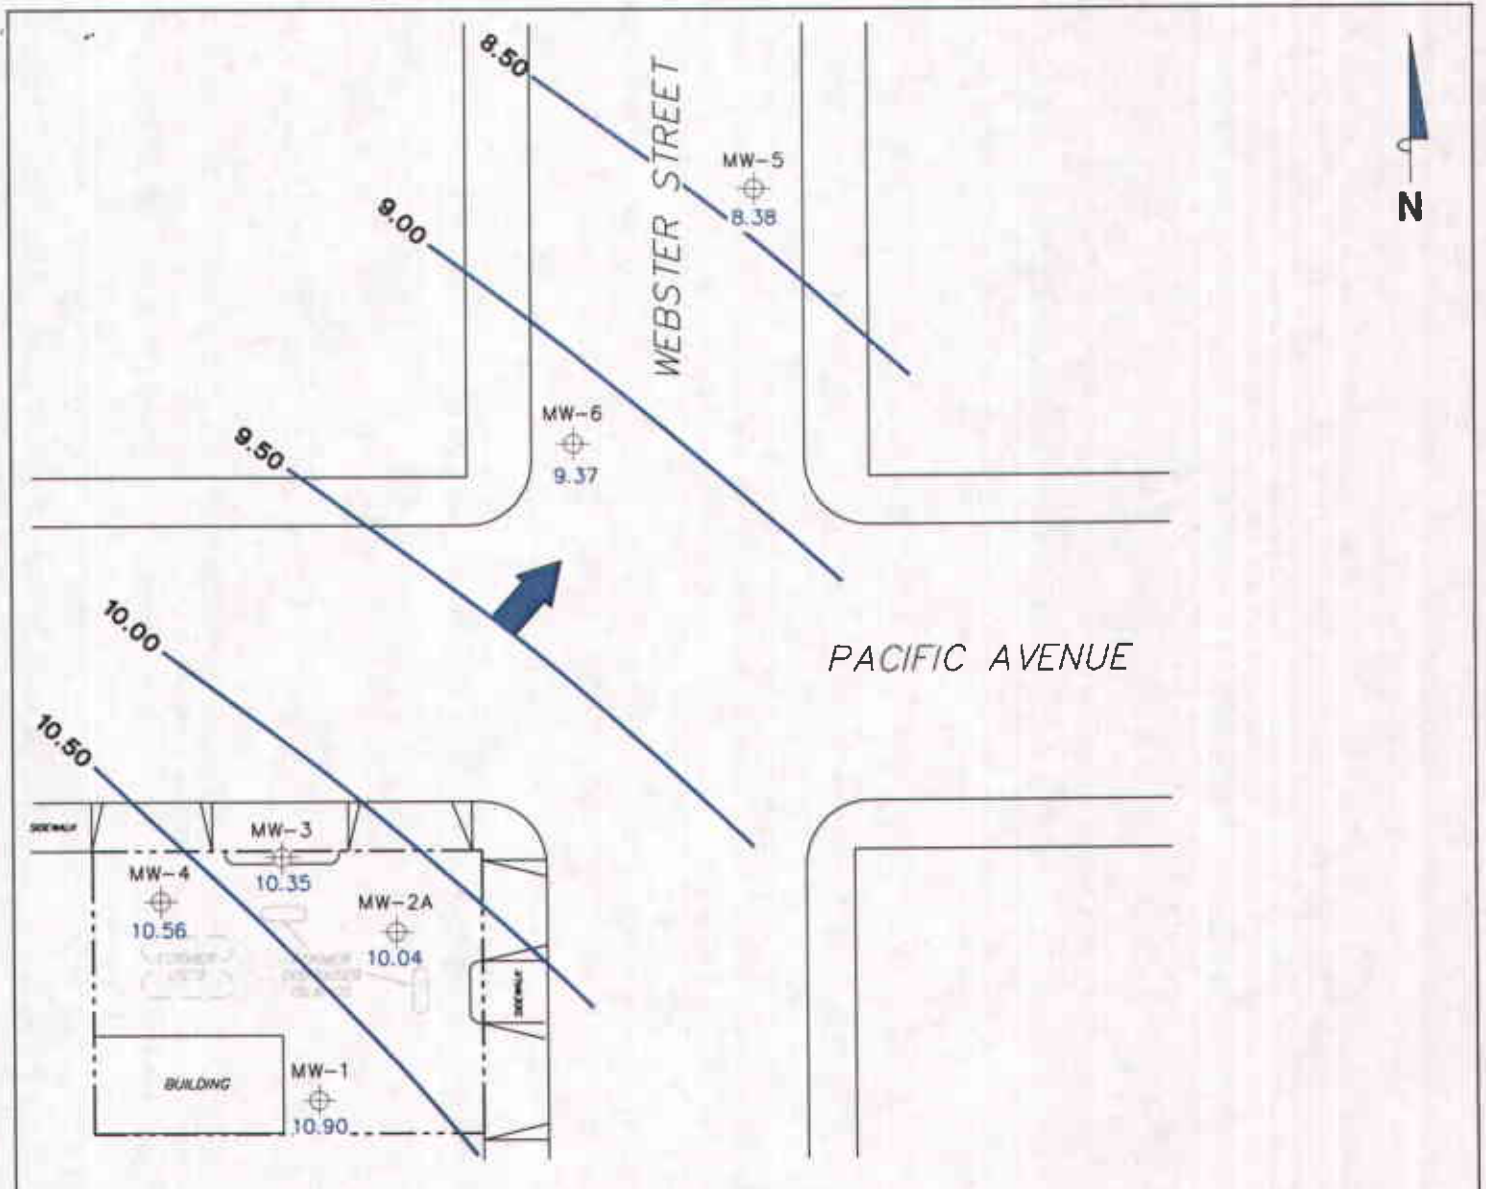 8.50
WEBSTER STREET
MW-5
8.38
N
9.00
MW-6
9.37
9.50
10.00
PACIFIC AVENUE
10.50
SIDEWALK
MW-3
10.35
MW-4
10.56
MW-2A
10.04
SIDEWALK
BUILDING
MW-1
10.90